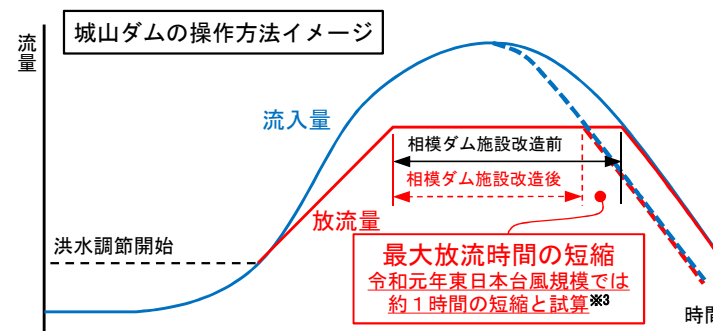 城山ダムの操作方法イメージ
流量
流入量
相模ダム施設改造前
相模ダム施設改造後
放流量
洪水調節開始
最大放流時間の短縮
令和元年東日本台風規模では
約１時間の短縮と試算※3
時間